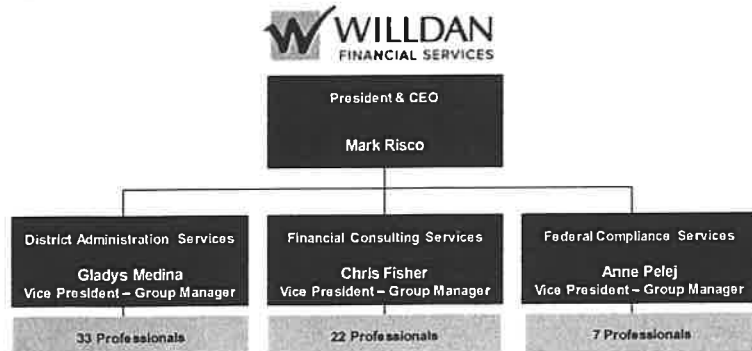 WILLDAN
FINANCIAL SERVICES
President & CEO
Mark Risco
District Administration Services
Gladys Medina
Vice President – Group Manager
33 Professionals
Financial Consulting Services
Chris Fisher
Vice President – Group Manager
22 Professionals
Federal Compliance Services
Anne Pelej
Vice President – Group Manager
7 Professionals